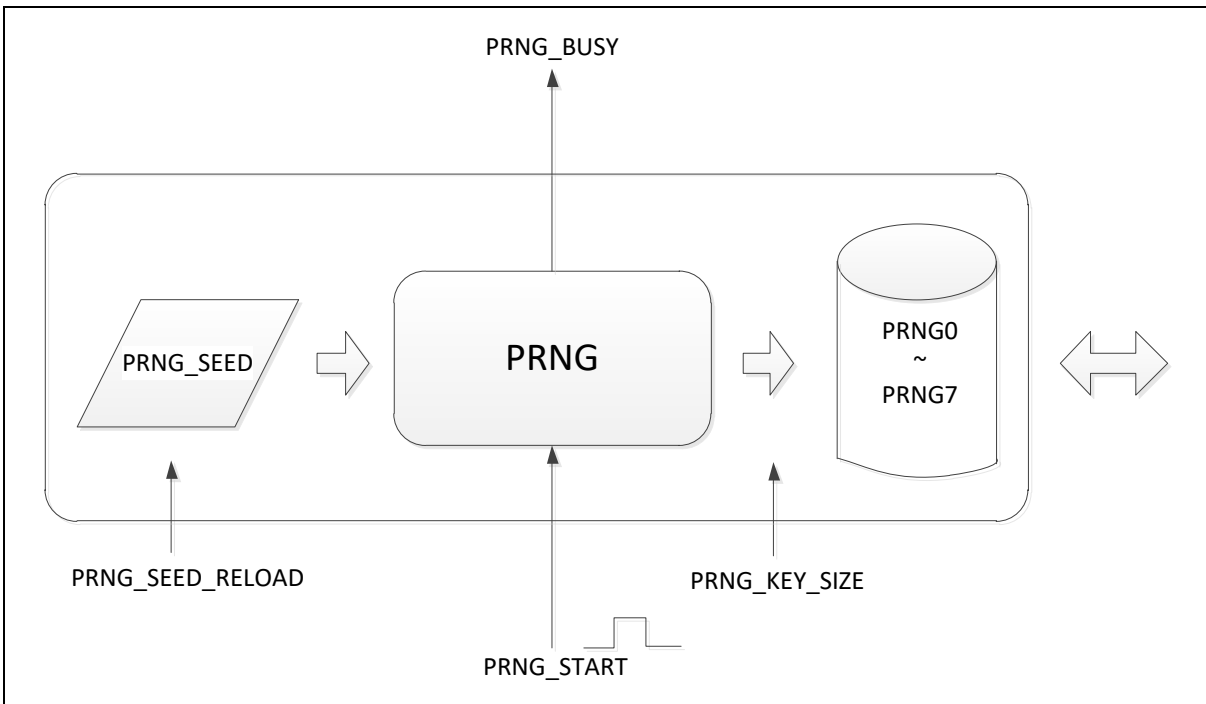 PRNG_BUSY
PRNG_SEED
PRNG
PRNG0
~
PRNG7
PRNG_SEED_RELOAD
PRNG_KEY_SIZE
PRNG_START